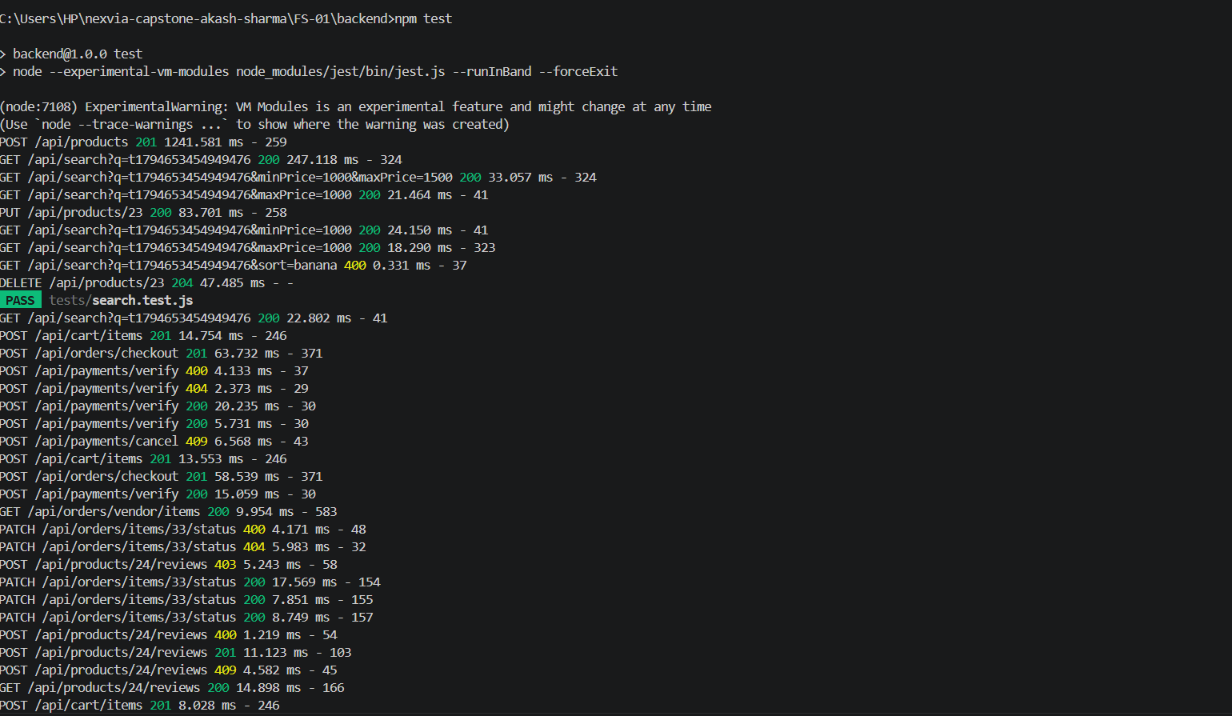 C:\Users\HP\nexvia-capstone-akash-sharma\FS-01\backend>npm test
> backend@1.0.0 test
> node --experimental-vm-modules node_modules/jest/bin/jest.js --runInBand --forceExit
(node:7108) ExperimentalWarning: VM Modules is an experimental feature and might change at any time
(Use `node --trace-warnings ...` to show where the warning was created)
POST /api/products 201 1241.581 ms - 259
GET /api/search?q=t1794653454949476 200 247.118 ms - 324
GET /api/search?q=t1794653454949476&minPrice=1000&maxPrice=1500 200 33.057 ms - 324
GET /api/search?q=t1794653454949476&maxPrice=1000 200 21.464 ms - 41
PUT /api/products/23 200 83.701 ms - 258
GET /api/search?q=t1794653454949476&minPrice=1000 200 24.150 ms - 41
GET /api/search?q=t1794653454949476&maxPrice=1000 200 18.290 ms - 323
GET /api/search?q=t1794653454949476&sort=banana 400 0.331 ms - 37
DELETE /api/products/23 204 47.485 ms - -
PASS tests/search.test.js
GET /api/search?q=t1794653454949476 200 22.802 ms - 41
POST /api/cart/items 201 14.754 ms - 246
POST /api/orders/checkout 201 63.732 ms - 371
POST /api/payments/verify 400 4.133 ms - 37
POST /api/payments/verify 404 2.373 ms - 29
POST /api/payments/verify 200 20.235 ms - 30
POST /api/payments/verify 200 5.731 ms - 30
POST /api/payments/cancel 409 6.568 ms - 43
POST /api/cart/items 201 13.553 ms - 246
POST /api/orders/checkout 201 58.539 ms - 371
POST /api/payments/verify 200 15.059 ms - 30
GET /api/orders/vendor/items 200 9.954 ms - 583
PATCH /api/orders/items/33/status 400 4.171 ms - 48
PATCH /api/orders/items/33/status 404 5.983 ms - 32
POST /api/products/24/reviews 403 5.243 ms - 58
PATCH /api/orders/items/33/status 200 17.569 ms - 154
PATCH /api/orders/items/33/status 200 7.851 ms - 155
PATCH /api/orders/items/33/status 200 8.749 ms - 157
POST /api/products/24/reviews 400 1.219 ms - 54
POST /api/products/24/reviews 201 11.123 ms - 103
POST /api/products/24/reviews 409 4.582 ms - 45
GET /api/products/24/reviews 200 14.898 ms - 166
POST /api/cart/items 201 8.028 ms - 246